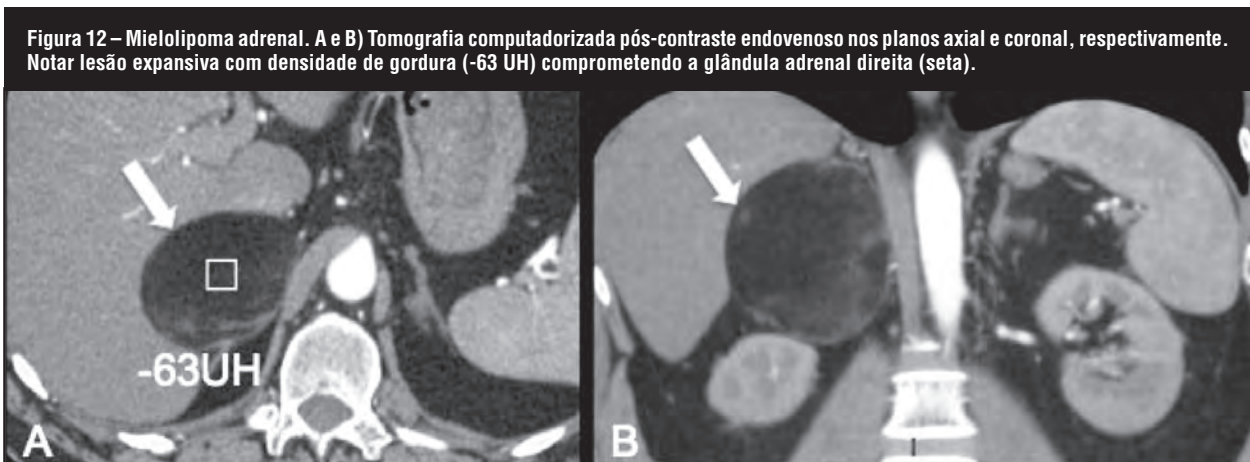 Figura 12 – Mielolipoma adrenal. A e B) Tomografia computadorizada pós-contraste endovenoso nos planos axial e coronal, respectivamente.
Notar lesão expansiva com densidade de gordura (-63 UH) comprometendo a glândula adrenal direita (seta).
-63UH
A
B